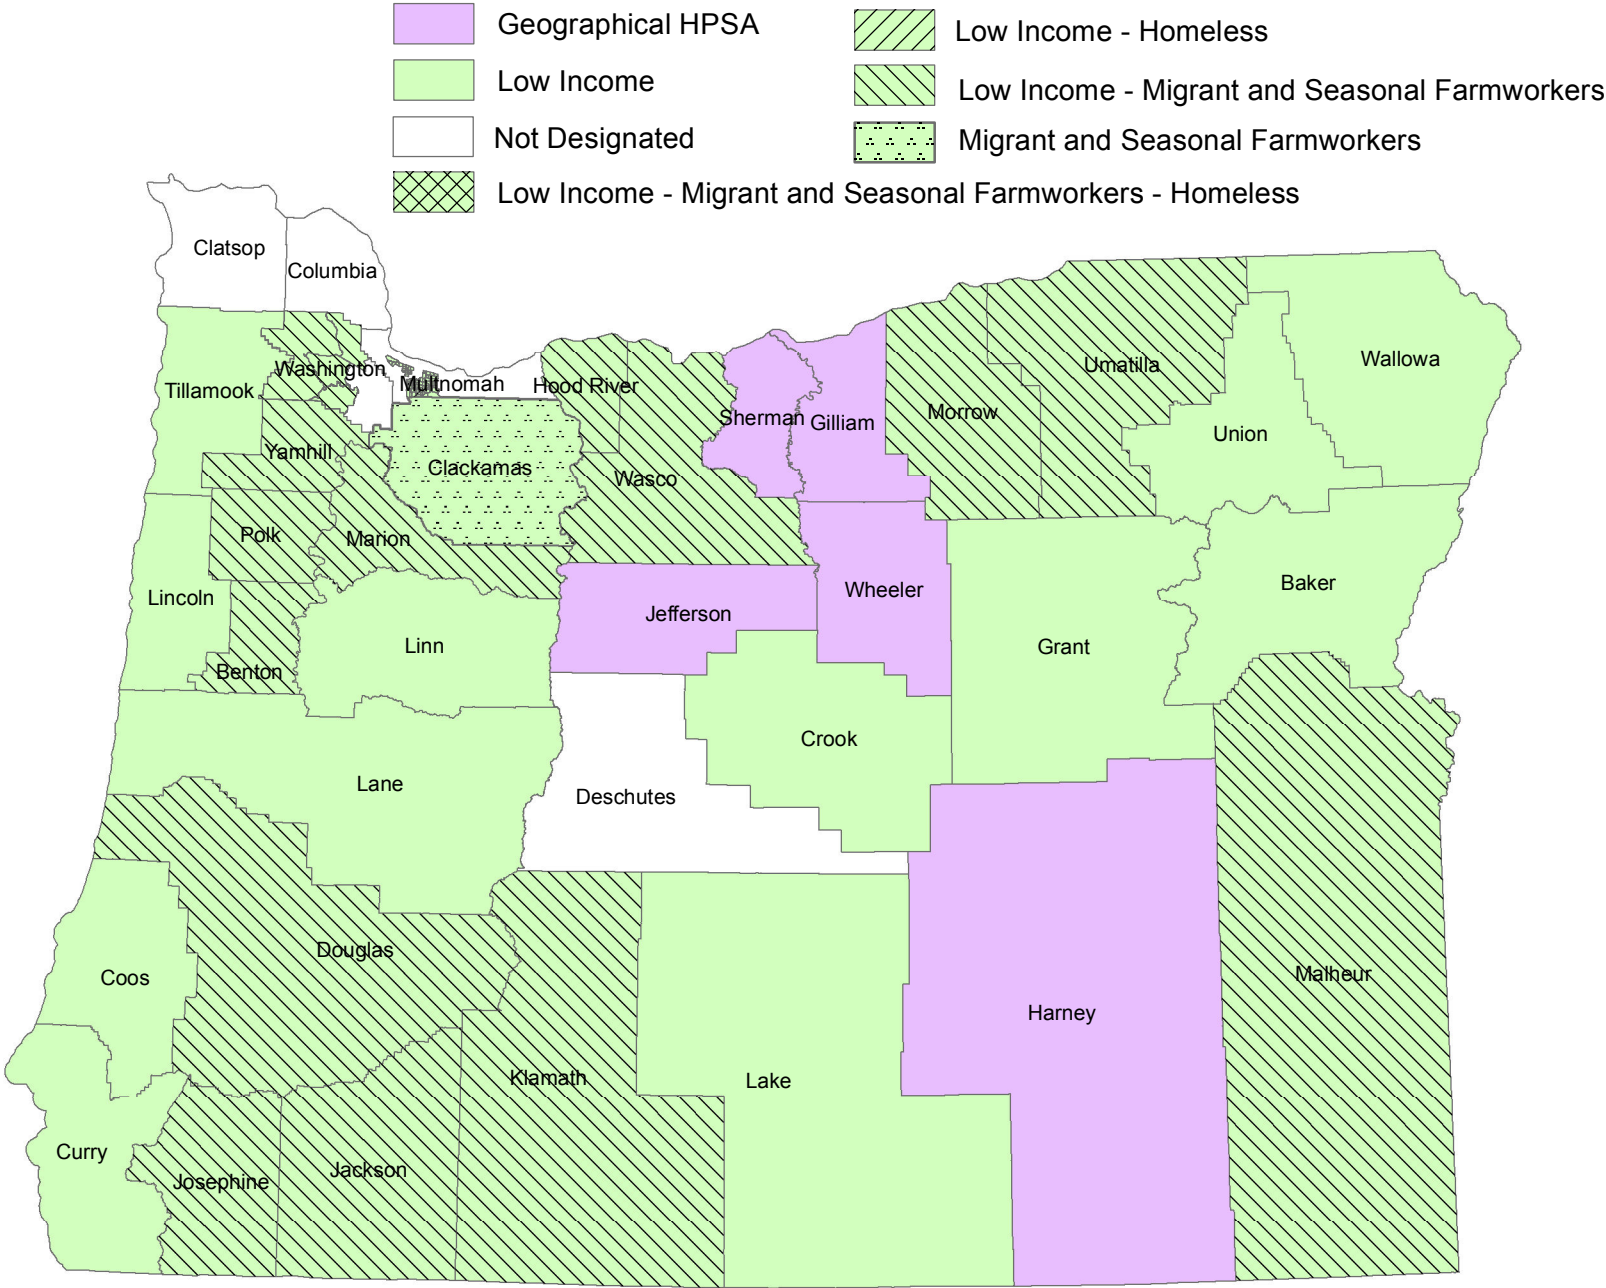 Geographical HPSA
Low Income - Homeless
Low Income
Low Income - Migrant and Seasonal Farmworkers
Not Designated
Migrant and Seasonal Farmworkers
Low Income - Migrant and Seasonal Farmworkers - Homeless
Clatsop
Columbia
Wallowa
Umatilla
Washington
Multnomah
Hood River
Tillamook
Morrow
Sherman
Gilliam
Union
Yamhill
Clackamas
Wasco
Polk
Marion
Baker
Wheeler
Lincoln
Jefferson
Linn
Grant
Benton
Crook
Lane
Deschutes
Douglas
Malheur
Coos
Harney
Klamath
Lake
Curry
Jackson
Josephine